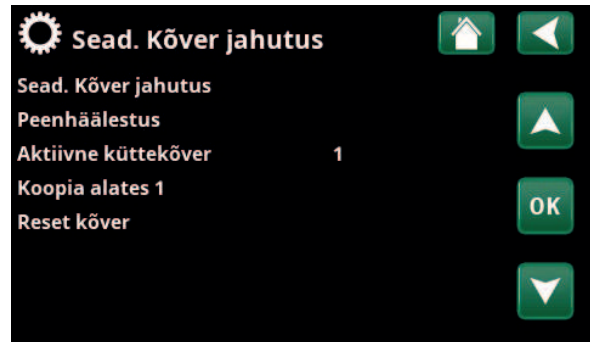 Sead. Kõver jahutus
Sead. Kõver jahutus
Peenhäälestus
Aktiivne küttekõver 1
Koopia alates 1
Reset kõver
OK